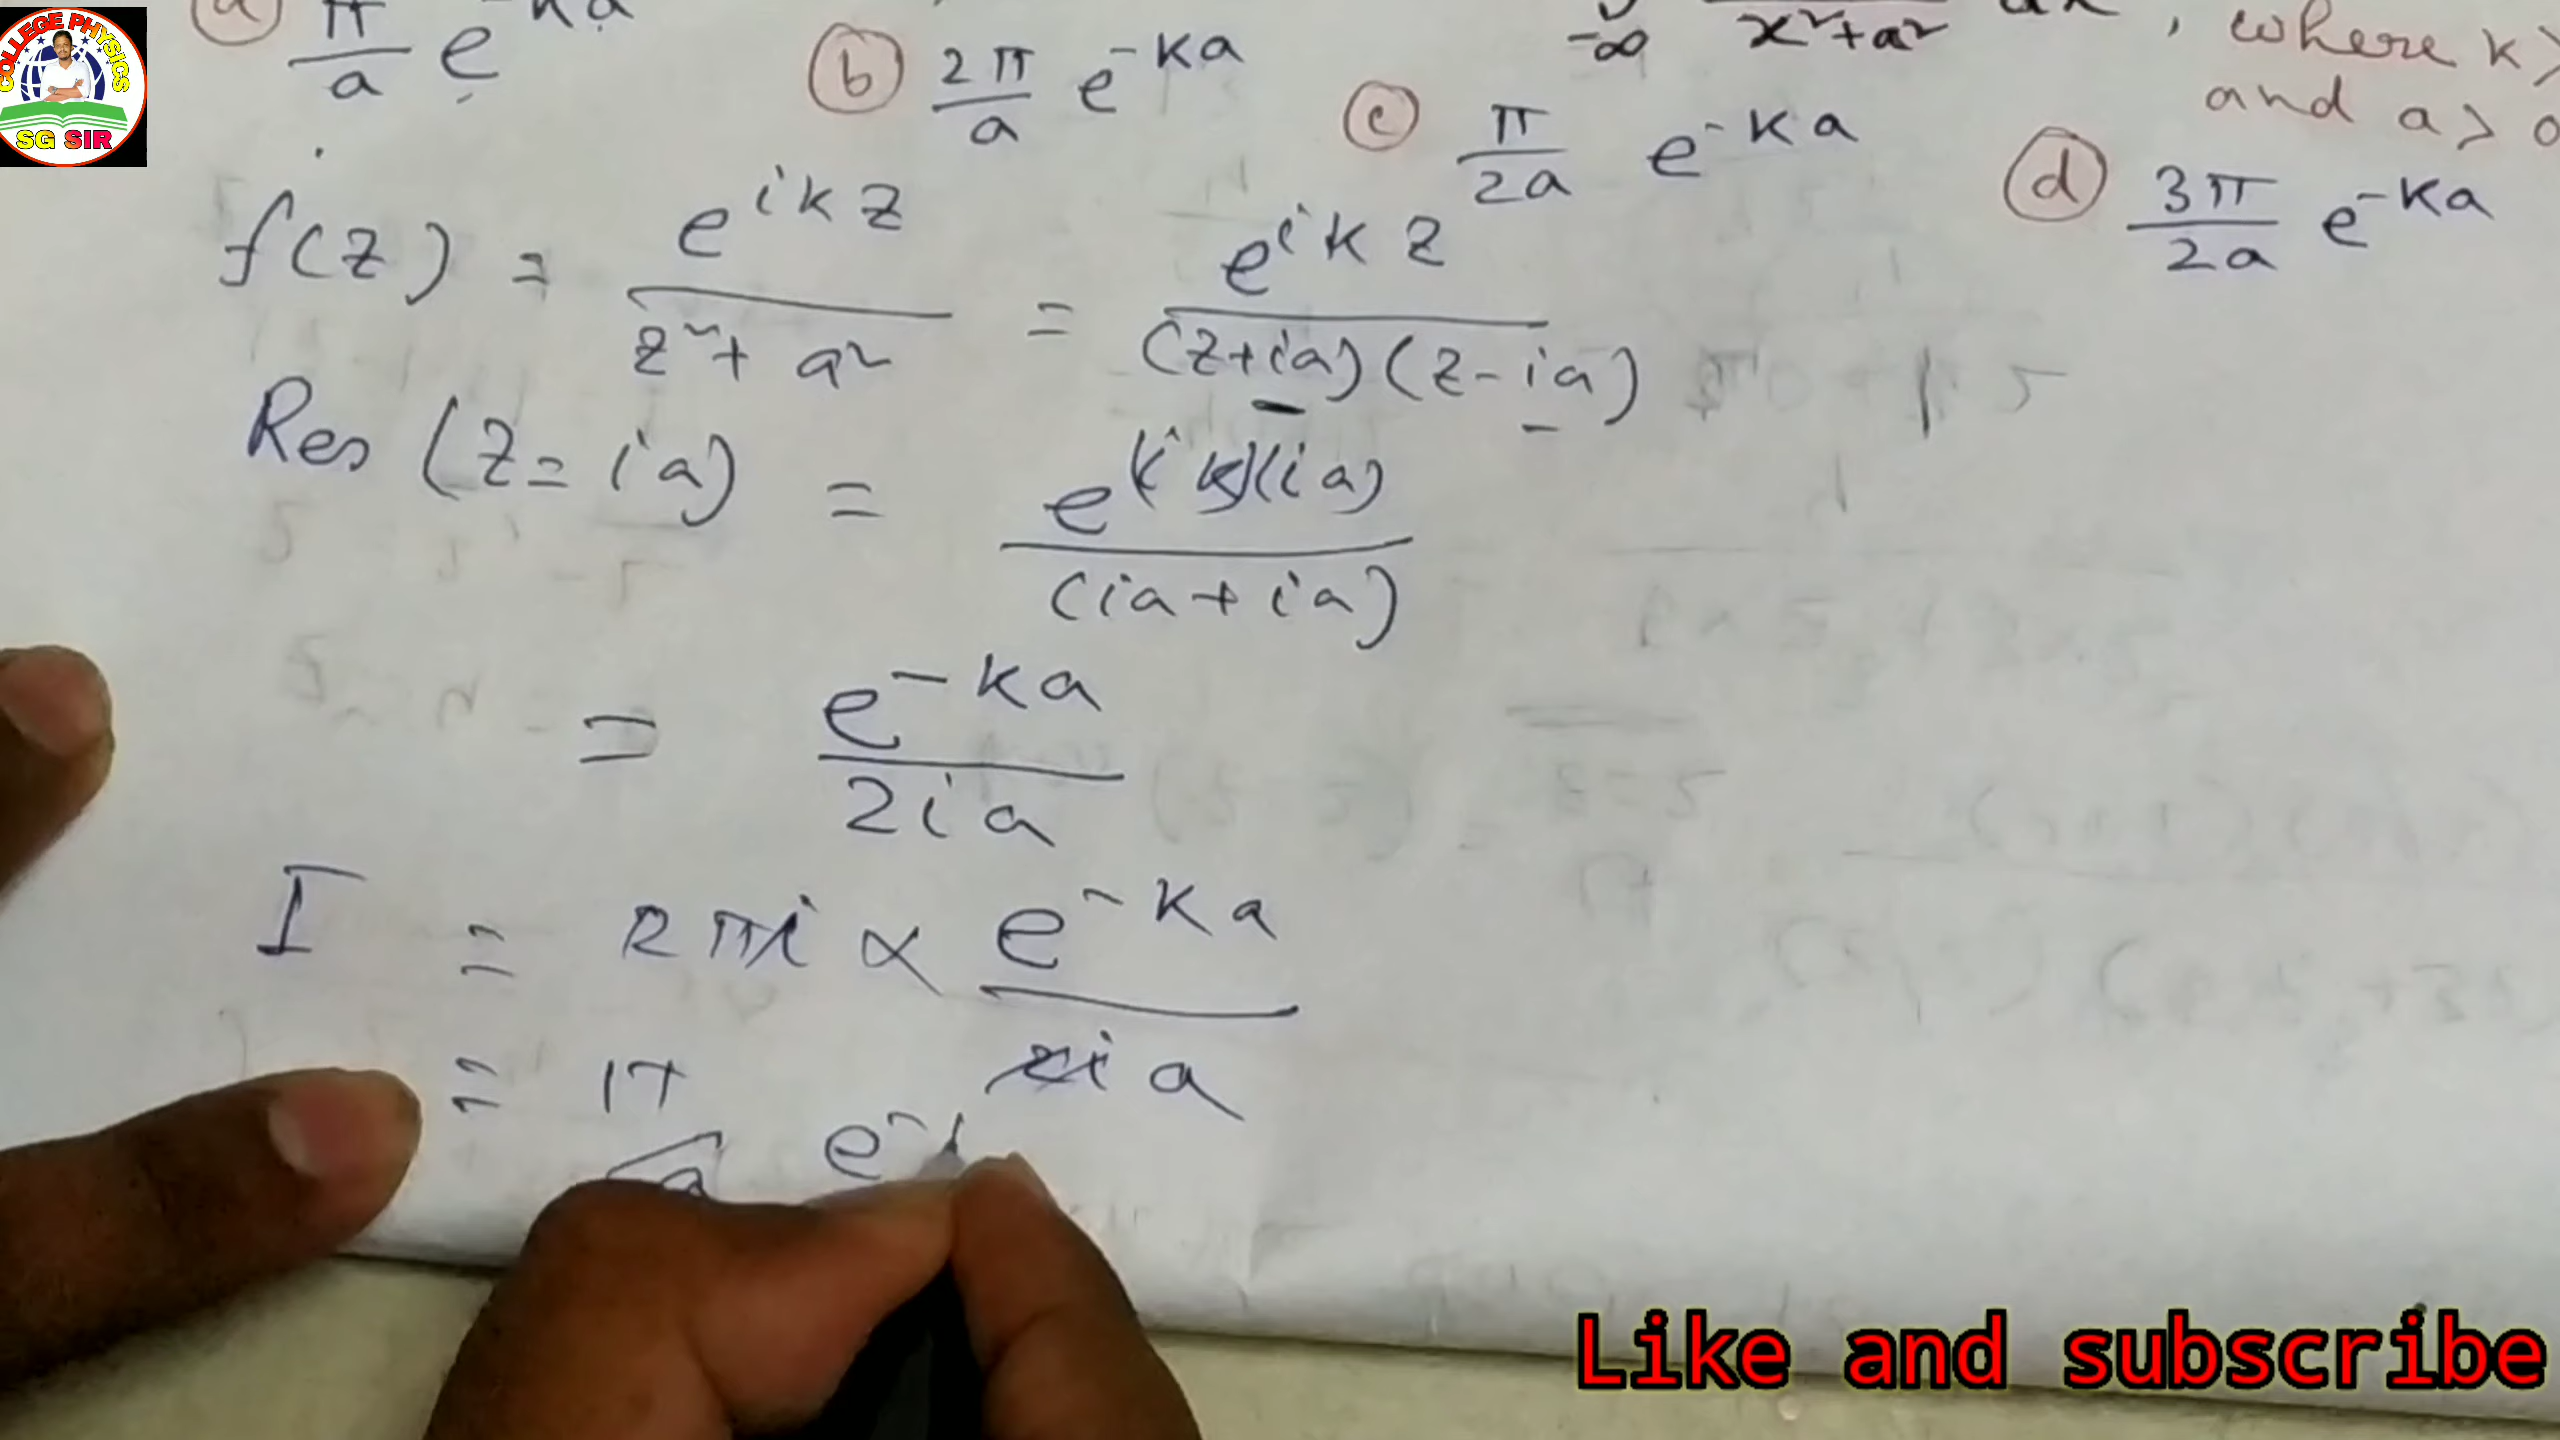 COLLEGE PHYSICS
SG SIR
-∞ x²+a² dx, where k>
and a > 0
(a) π/a e^-ka (b) 2π/a e^-ka (c) π/2a e^-ka (d) 3π/2a e^-ka
f(z) = e^ikz / z²+a² = e^ikz / (z+ia)(z-ia)
Res (z=ia) = e^(ik)(ia) / (ia+ia)
= e^-ka / 2ia
I = 2πi × e^-ka / 2ia
= π/a e^-
Like and subscribe